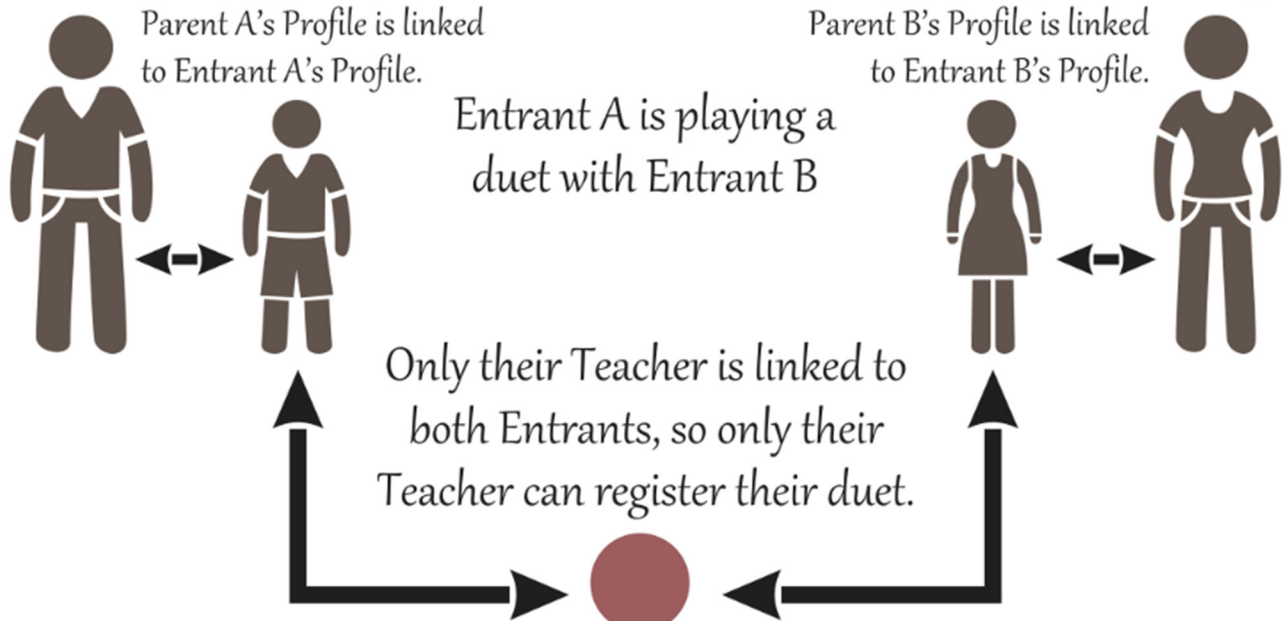 Parent A's Profile is linked
to Entrant A's Profile.
Parent B's Profile is linked
to Entrant B's Profile.
Entrant A is playing a
duet with Entrant B
Only their Teacher is linked to
both Entrants, so only their
Teacher can register their duet.